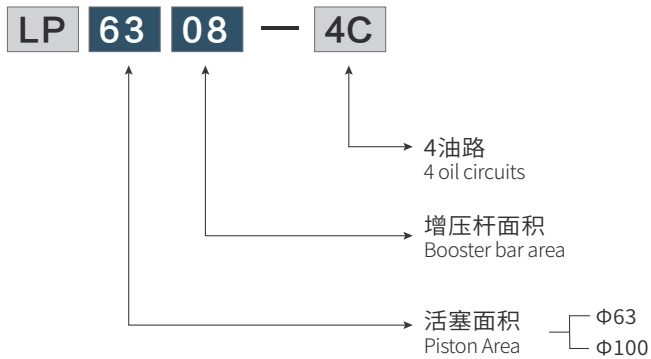 LP 63 08 — 4C
4油路
4 oil circuits
增压杆面积
Booster bar area
活塞面积
Piston Area
Φ63
Φ100